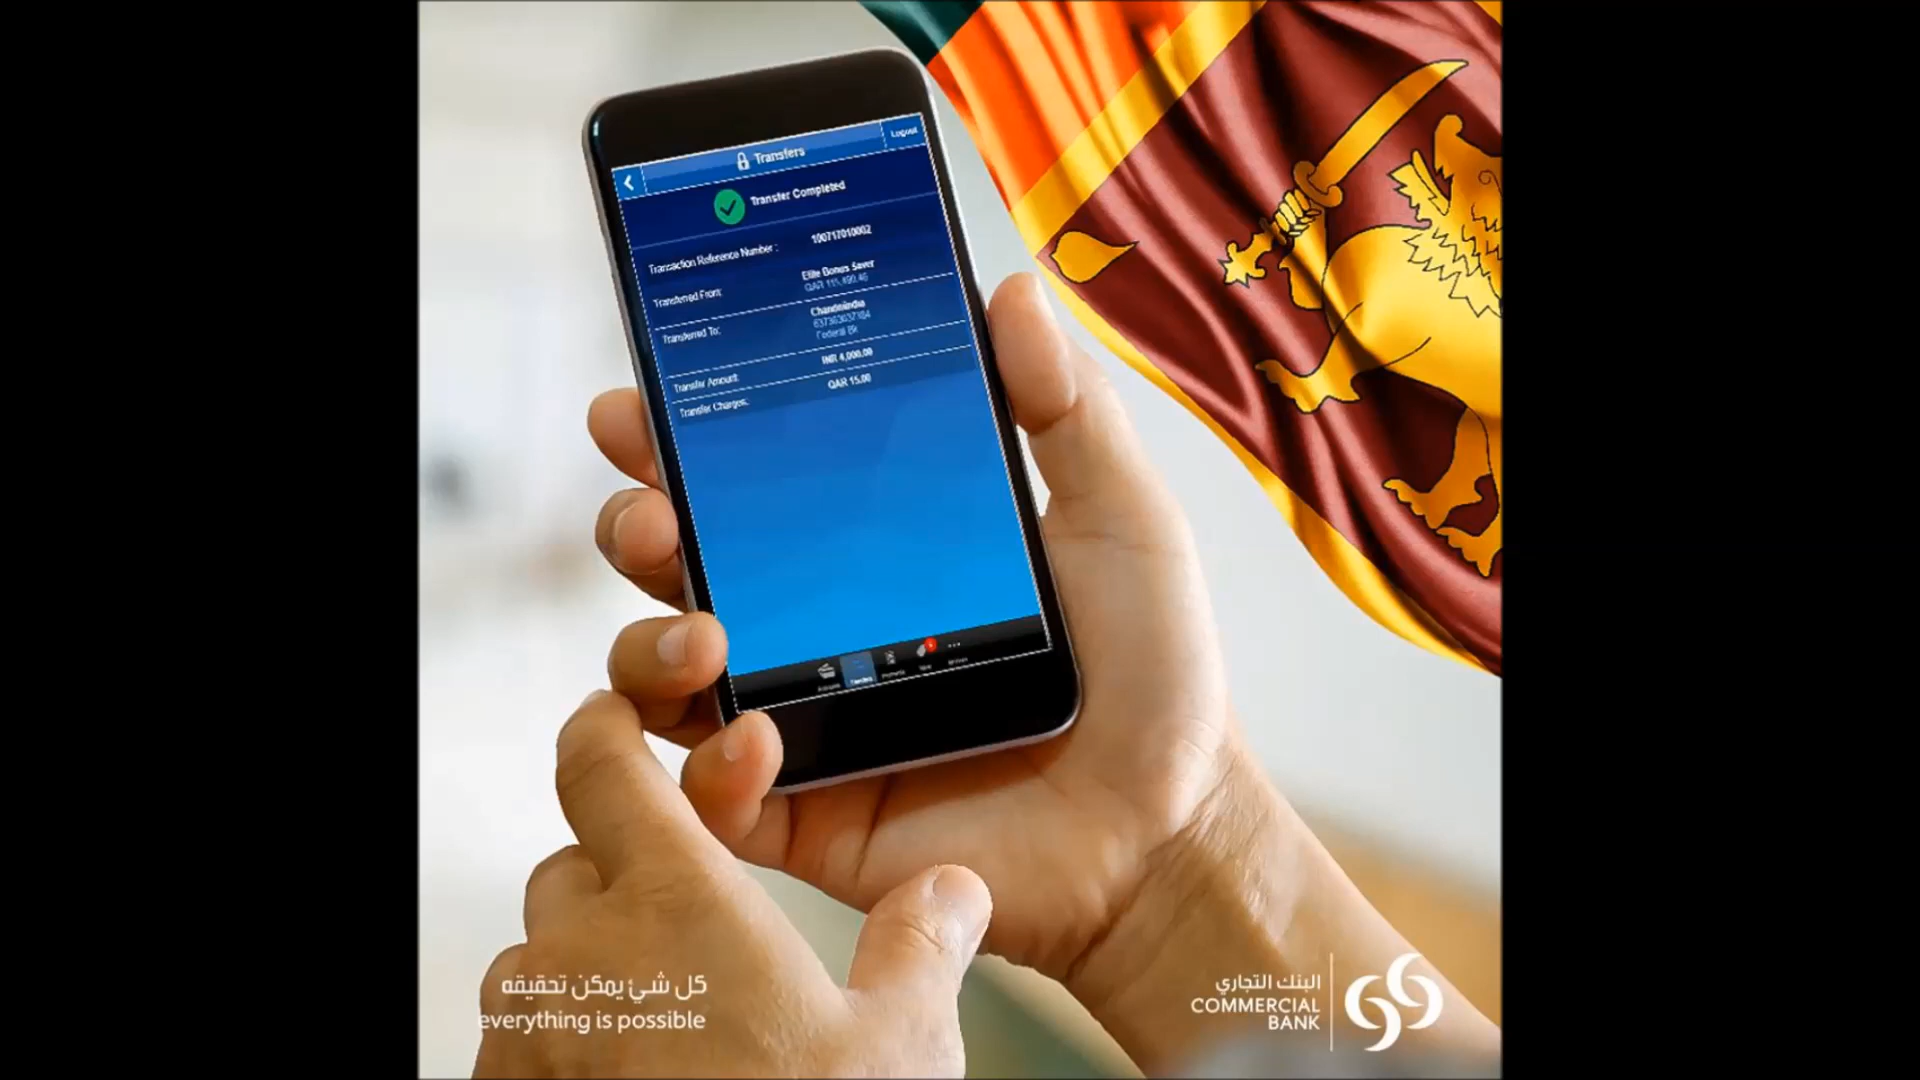 Transfers
Logout
Transfer Completed
Transaction Reference Number : 100717010002
Transferred From: Elite Bonus Saver
Transferred To:
Federal Bk
Transfer Amount: INR 4,000.00
Transfer Charges: QAR 15.00
Transfers
كل شيء يمكن تحقيقه
everything is possible
البنك التجاري
COMMERCIAL
BANK